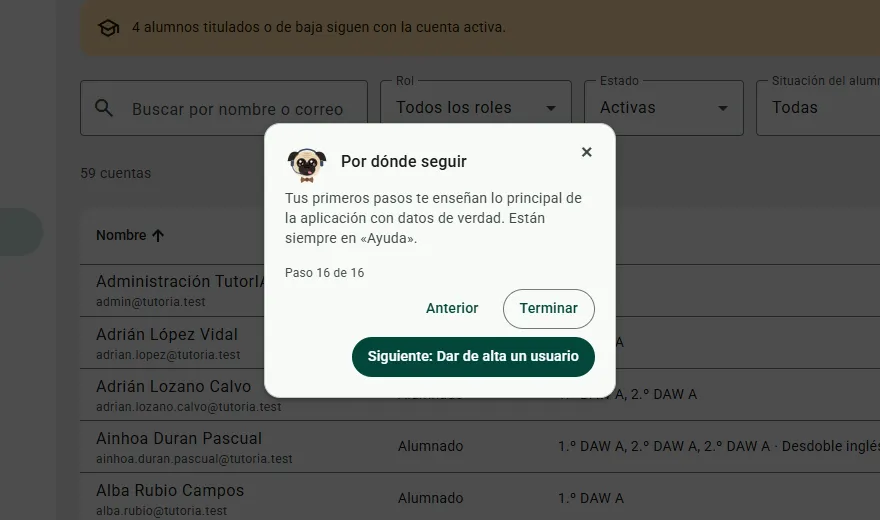 4 alumnos titulados o de baja siguen con la cuenta activa.
Buscar por nombre o correo
Rol
Todos los roles
Estado
Activas
Situación del alum
Todas
59 cuentas
Por dónde seguir
Tus primeros pasos te enseñan lo principal de
la aplicación con datos de verdad. Están
siempre en «Ayuda».
Paso 16 de 16
Anterior
Terminar
Siguiente: Dar de alta un usuario
Nombre
Administración TutorIA
admin@tutoria.test
Adrián López Vidal
adrian.lopez@tutoria.test
A
Adrián Lozano Calvo
adrian.lozano.calvo@tutoria.test
A, 2.º DAW A
Ainhoa Duran Pascual
ainhoa.duran.pascual@tutoria.test
Alumnado
1.º DAW A, 2.º DAW A, 2.º DAW A · Desdoble inglés
Alba Rubio Campos
alba.rubio@tutoria.test
Alumnado
1.º DAW A